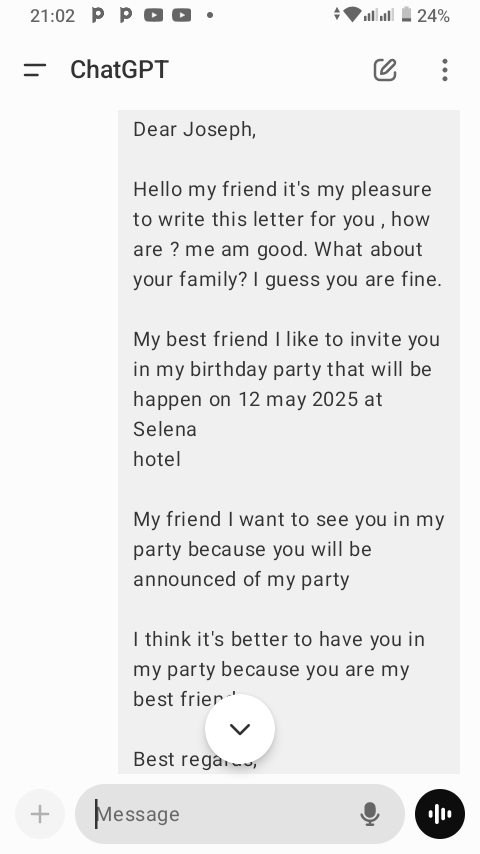 21:02
24%
ChatGPT
Dear Joseph,
Hello my friend it's my pleasure
to write this letter for you , how
are ? me am good. What about
your family? I guess you are fine.
My best friend I like to invite you
in my birthday party that will be
happen on 12 may 2025 at
Selena
hotel
My friend I want to see you in my
party because you will be
announced of my party
I think it's better to have you in
my party because you are my
best friend
Best regards,
Message